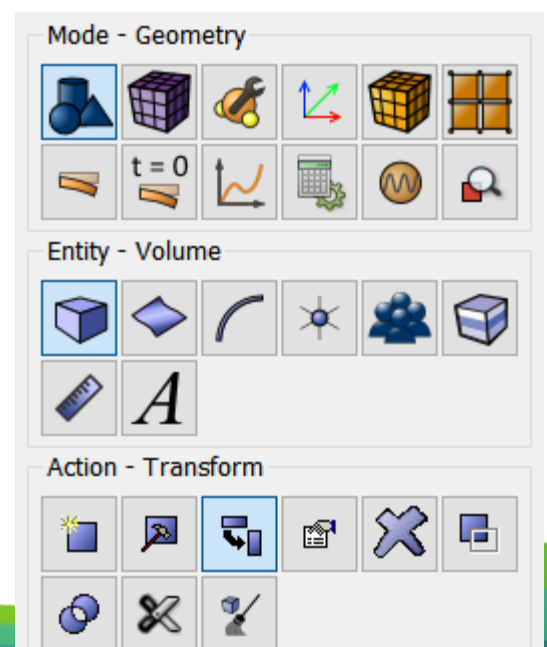 Mode - Geometry
t = 0
Entity - Volume
A
Action - Transform